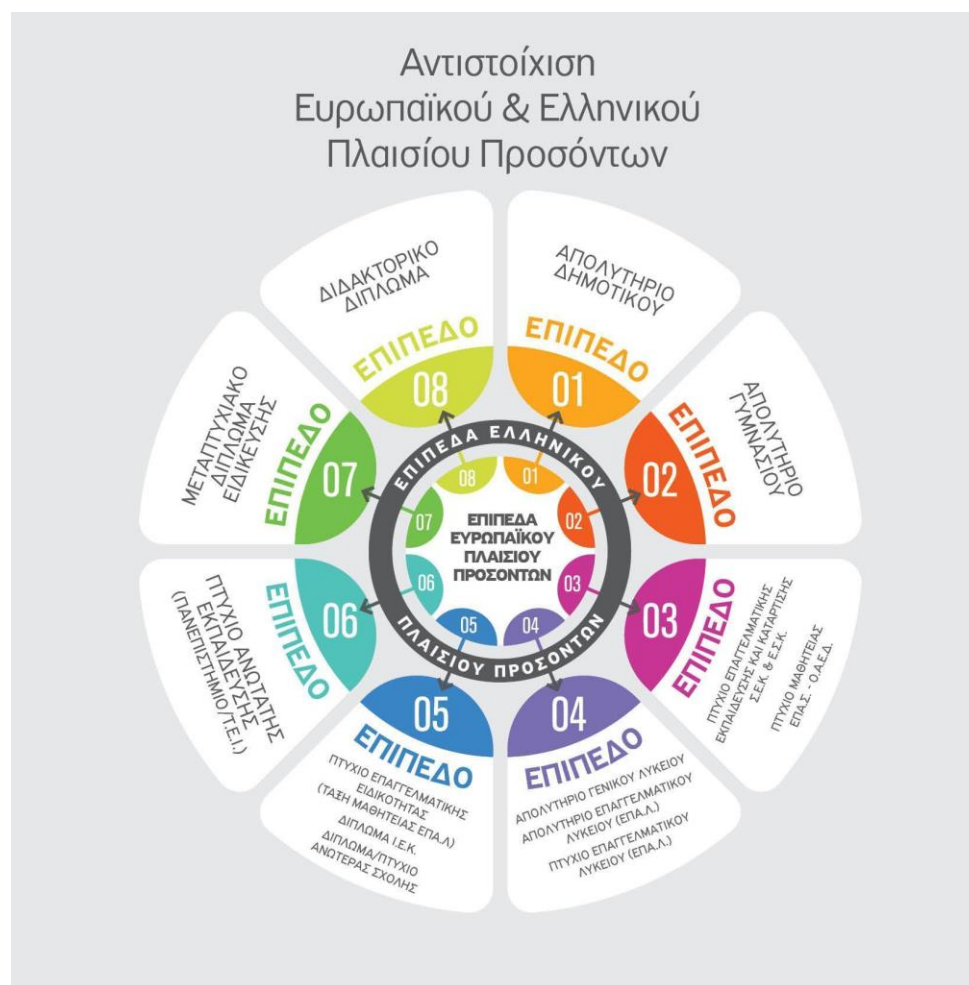 Αντιστοίχιση
Ευρωπαϊκού & Ελληνικού
Πλαισίου Προσόντων
ΑΠΟΛΥΤΗΡΙΟ
ΔΗΜΟΤΙΚΟΥ
ΕΠΙΠΕΔΟ
01
ΑΠΟΛΥΤΗΡΙΟ
ΓΥΜΝΑΣΙΟΥ
ΕΠΙΠΕΔΟ
02
ΕΠΙΠΕΔΟ
03
ΠΤΥΧΙΟ ΕΠΑΓΓΕΛΜΑΤΙΚΗΣ
ΕΚΠΑΙΔΕΥΣΗΣ ΚΑΙ ΚΑΤΑΡΤΙΣΗΣ
Σ.Ε.Κ. & Ε.Σ.Κ.
ΠΤΥΧΙΟ ΜΑΘΗΤΕΙΑΣ
ΕΠΑ.Σ. - Ο.Α.Ε.Δ.
04
ΕΠΙΠΕΔΟ
ΑΠΟΛΥΤΗΡΙΟ ΓΕΝΙΚΟΥ ΛΥΚΕΙΟΥ
ΑΠΟΛΥΤΗΡΙΟ ΕΠΑΓΓΕΛΜΑΤΙΚΟΥ
ΛΥΚΕΙΟΥ (ΕΠΑ.Λ.)
ΠΤΥΧΙΟ ΕΠΑΓΓΕΛΜΑΤΙΚΟΥ
ΛΥΚΕΙΟΥ (ΕΠΑ.Λ.)
05
ΕΠΙΠΕΔΟ
ΠΤΥΧΙΟ ΕΠΑΓΓΕΛΜΑΤΙΚΗΣ
ΕΙΔΙΚΟΤΗΤΑΣ
(ΤΑΞΗ ΜΑΘΗΤΕΙΑΣ ΕΠΑ.Λ)
ΔΙΠΛΩΜΑ Ι.Ε.Κ.
ΔΙΠΛΩΜΑ/ΠΤΥΧΙΟ
ΑΝΩΤΕΡΑΣ ΣΧΟΛΗΣ
06
ΕΠΙΠΕΔΟ
ΠΤΥΧΙΟ ΑΝΩΤΑΤΗΣ
ΕΚΠΑΙΔΕΥΣΗΣ
(ΠΑΝΕΠΙΣΤΗΜΙΟ/Τ.Ε.Ι.)
ΜΕΤΑΠΤΥΧΙΑΚΟ
ΔΙΠΛΩΜΑ
ΕΙΔΙΚΕΥΣΗΣ
ΕΠΙΠΕΔΟ
07
ΔΙΔΑΚΤΟΡΙΚΟ
ΔΙΠΛΩΜΑ
ΕΠΙΠΕΔΟ
08
ΕΠΙΠΕΔΑ ΕΛΛΗΝΙΚΟΥ
ΠΛΑΙΣΙΟΥ ΠΡΟΣΟΝΤΩΝ
01
02
03
04
05
06
07
08
ΕΠΙΠΕΔΑ
ΕΥΡΩΠΑΪΚΟΥ
ΠΛΑΙΣΙΟΥ
ΠΡΟΣΟΝΤΩΝ